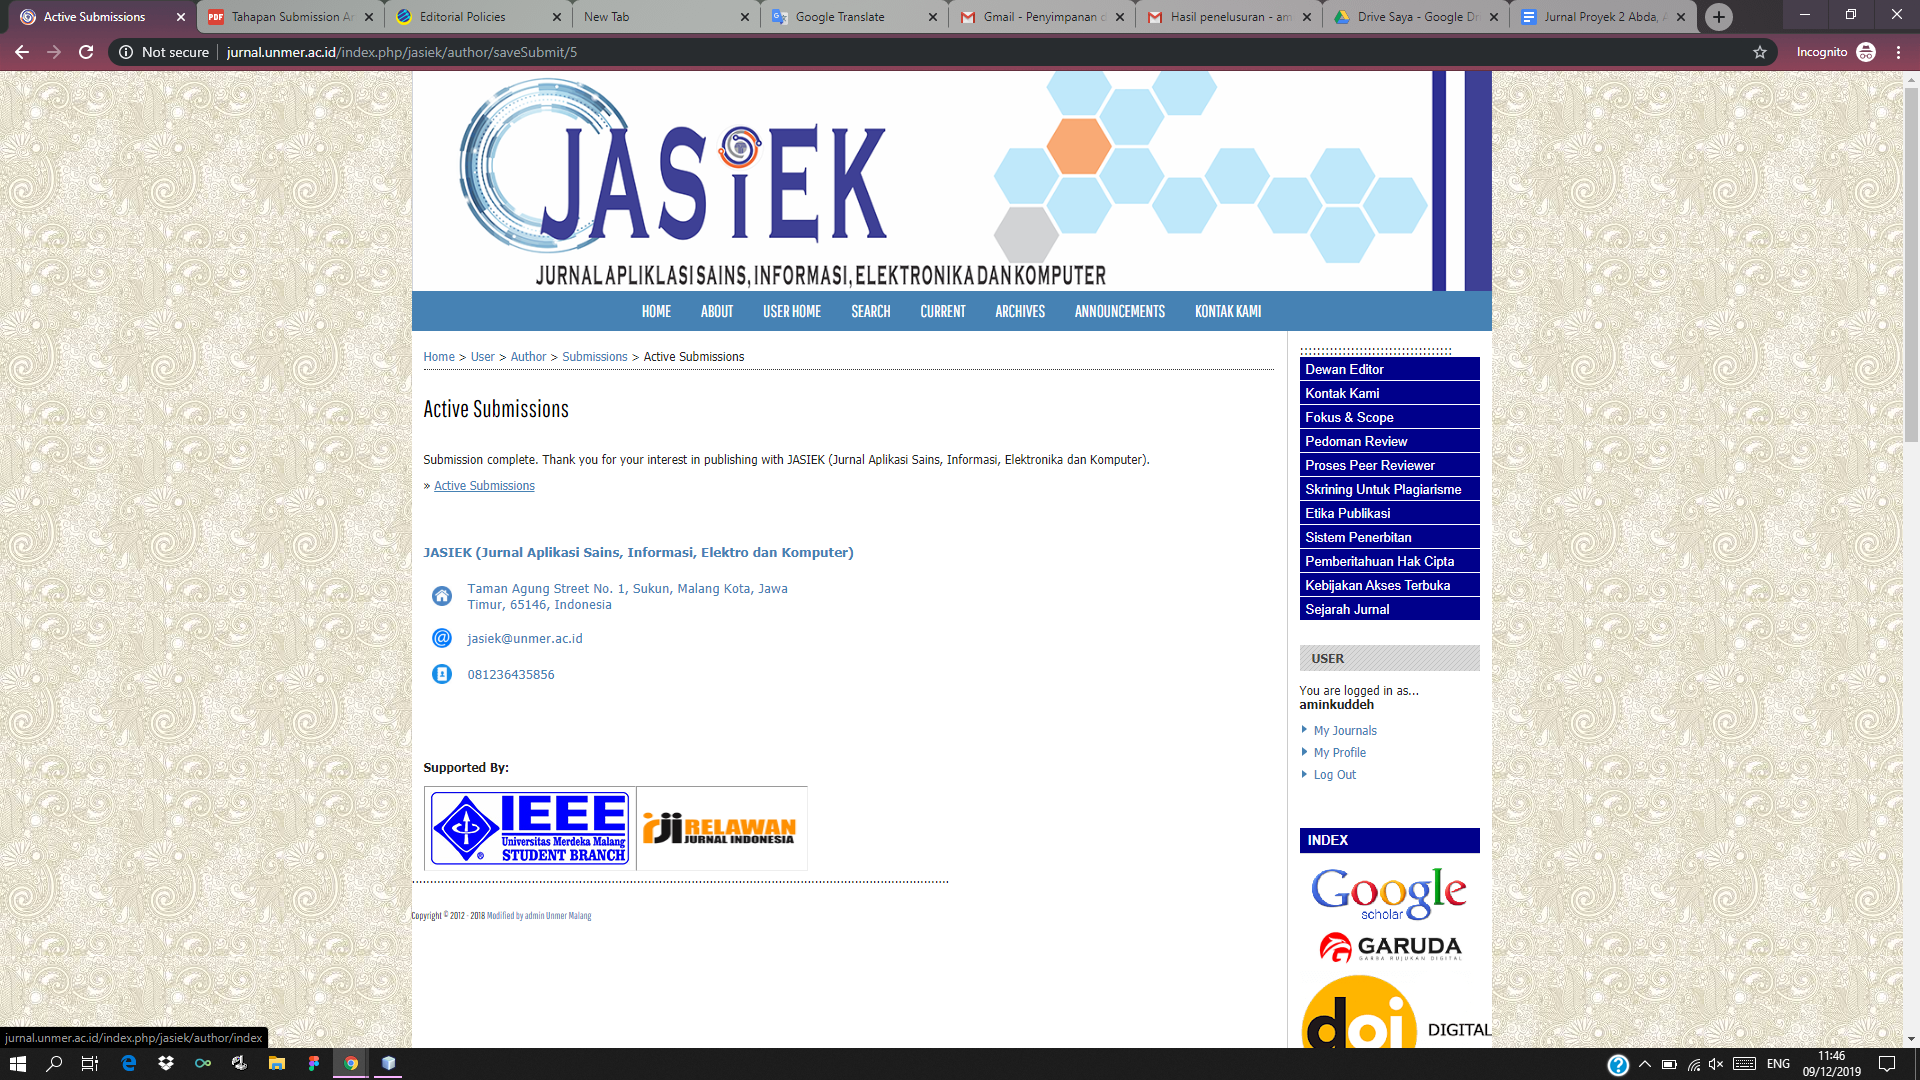 Active Submissions
Tahapan Submission Ar
Editorial Policies
New Tab
Google Translate
Gmail - Penyimpanan d
Hasil penelusuran - am
Drive Saya - Google Dr
Jurnal Proyek 2 Abda, A
Not secure
jurnal.unmer.ac.id/index.php/jasiek/author/saveSubmit/5
Incognito
JASiEK
JURNAL APLIKLASI SAINS, INFORMASI, ELEKTRONIKA DAN KOMPUTER
HOME ABOUT USER HOME SEARCH CURRENT ARCHIVES ANNOUNCEMENTS KONTAK KAMI
Home > User > Author > Submissions > Active Submissions
Active Submissions
Submission complete. Thank you for your interest in publishing with JASIEK (Jurnal Aplikasi Sains, Informasi, Elektronika dan Komputer).
» Active Submissions
JASIEK (Jurnal Aplikasi Sains, Informasi, Elektro dan Komputer)
Taman Agung Street No. 1, Sukun, Malang Kota, Jawa
Timur, 65146, Indonesia
jasiek@unmer.ac.id
081236435856
Supported By:
IEEE
Universitas Merdeka Malang
STUDENT BRANCH
rji RELAWAN
JURNAL INDONESIA
Copyright © 2012 - 2018 Modified by admin Unmer Malang
Dewan Editor
Kontak Kami
Fokus & Scope
Pedoman Review
Proses Peer Reviewer
Skrining Untuk Plagiarisme
Etika Publikasi
Sistem Penerbitan
Pemberitahuan Hak Cipta
Kebijakan Akses Terbuka
Sejarah Jurnal
USER
You are logged in as...
aminkuddeh
My Journals
My Profile
Log Out
INDEX
Google
scholar
GARUDA
GARBA RUJUKAN DIGITAL
doi DIGITAL
jurnal.unmer.ac.id/index.php/jasiek/author/index
ENG
11:46
09/12/2019